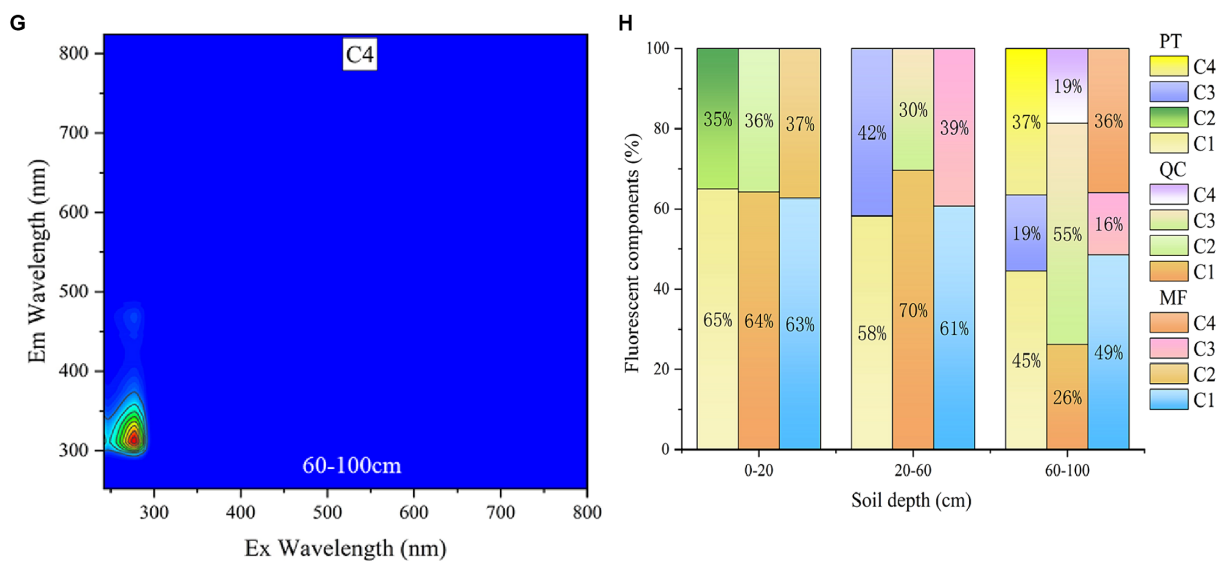 G
C4
800
700
600
500
400
300
Em Wavelength (nm)
60-100cm
300 400 500 600 700 800
Ex Wavelength (nm)
H
100
80
60
40
20
0
Fluorescent components (%)
35% 36% 37%
65% 64% 63%
42% 30% 39%
58% 70% 61%
37% 19% 36%
19% 55% 16%
45% 26% 49%
0-20 20-60 60-100
Soil depth (cm)
PT
C4
C3
C2
C1
QC
C4
C3
C2
C1
MF
C4
C3
C2
C1